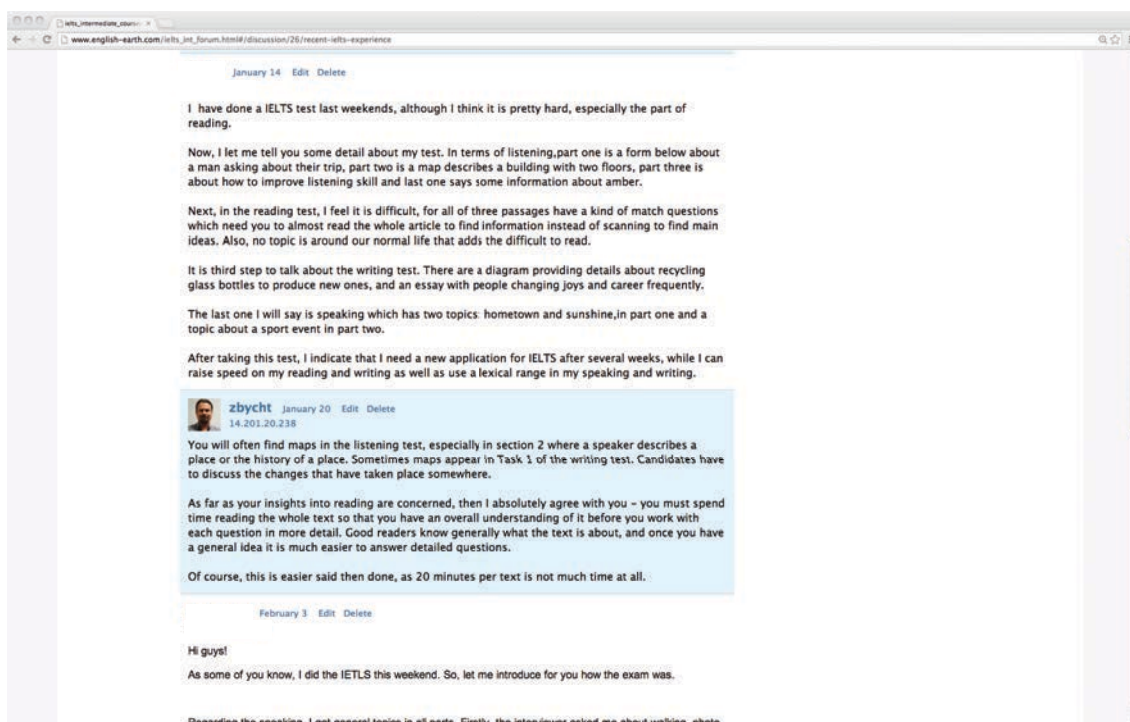 ielts_intermediate_course
www.english-earth.com/ielts_int_forum.html#/discussion/26/recent-ielts-experience
January 14 Edit Delete
I have done a IELTS test last weekends, although I think it is pretty hard, especially the part of
reading.
Now, I let me tell you some detail about my test. In terms of listening,part one is a form below about
a man asking about their trip, part two is a map describes a building with two floors, part three is
about how to improve listening skill and last one says some information about amber.
Next, in the reading test, I feel it is difficult, for all of three passages have a kind of match questions
which need you to almost read the whole article to find information instead of scanning to find main
ideas. Also, no topic is around our normal life that adds the difficult to read.
It is third step to talk about the writing test. There are a diagram providing details about recycling
glass bottles to produce new ones, and an essay with people changing joys and career frequently.
The last one I will say is speaking which has two topics: hometown and sunshine,in part one and a
topic about a sport event in part two.
After taking this test, I indicate that I need a new application for IELTS after several weeks, while I can
raise speed on my reading and writing as well as use a lexical range in my speaking and writing.
zbycht January 20 Edit Delete
14.201.20.238
You will often find maps in the listening test, especially in section 2 where a speaker describes a
place or the history of a place. Sometimes maps appear in Task 1 of the writing test. Candidates have
to discuss the changes that have taken place somewhere.
As far as your insights into reading are concerned, then I absolutely agree with you – you must spend
time reading the whole text so that you have an overall understanding of it before you work with
each question in more detail. Good readers know generally what the text is about, and once you have
a general idea it is much easier to answer detailed questions.
Of course, this is easier said then done, as 20 minutes per text is not much time at all.
February 3 Edit Delete
Hi guys!
As some of you know, I did the IETLS this weekend. So, let me introduce for you how the exam was.
Regarding the speaking, I got general topics in all parts. Firstly, the interviewer asked me about walking, photo